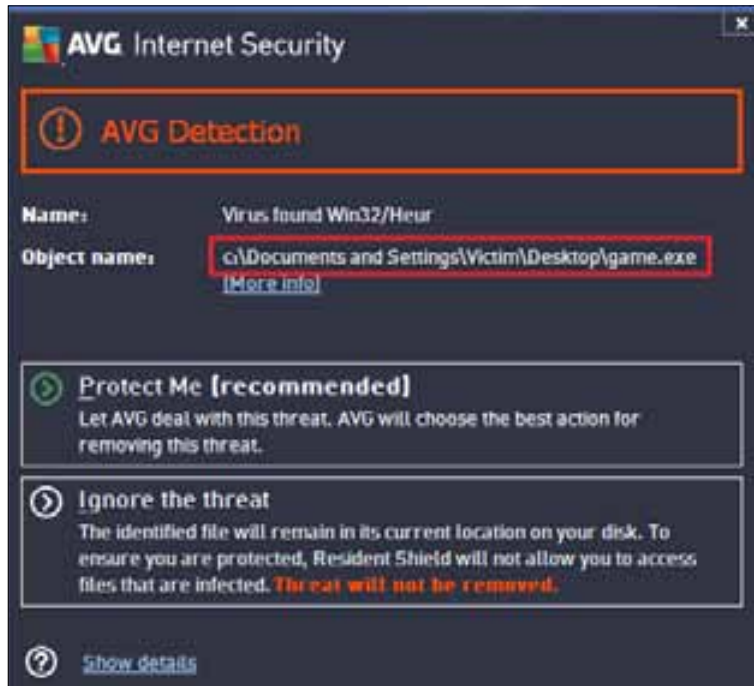 AVG Internet Security
AVG Detection
Name: Virus found Win32/Heur
Object name: c:\Documents and Settings\Victim\Desktop\game.exe
[More info]
Protect Me [recommended]
Let AVG deal with this threat. AVG will choose the best action for
removing this threat.
Ignore the threat
The identified file will remain in its current location on your disk. To
ensure you are protected, Resident Shield will not allow you to access
files that are infected. Threat will not be removed.
Show details